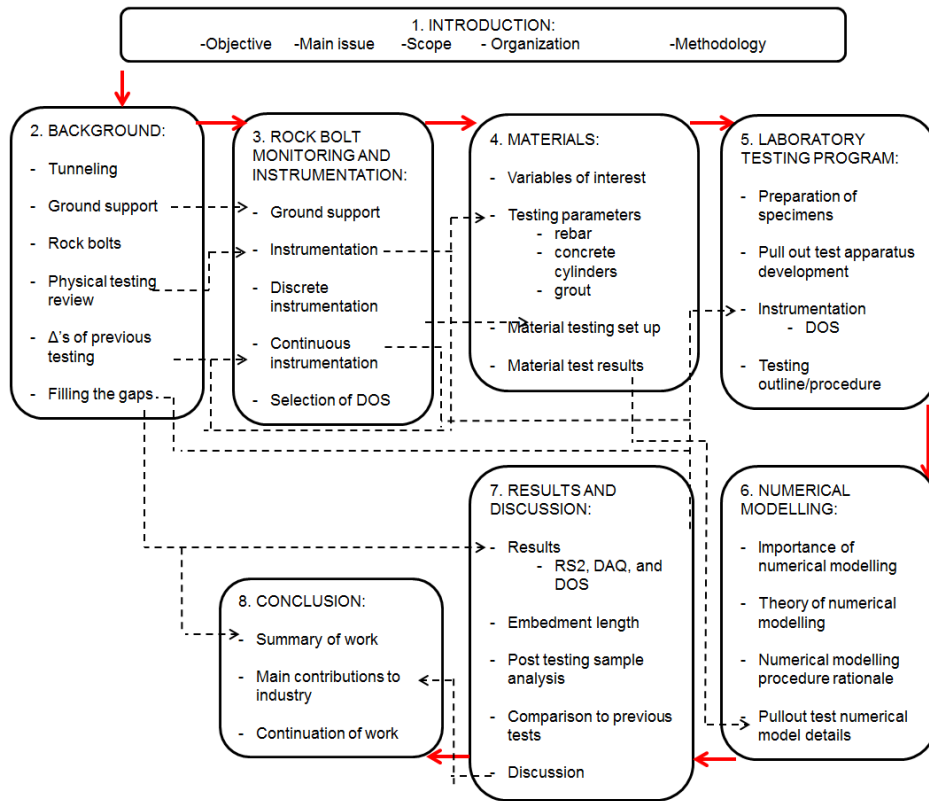 1. INTRODUCTION:
-Objective -Main issue -Scope - Organization -Methodology
2. BACKGROUND:
- Tunneling
- Ground support
- Rock bolts
- Physical testing
review
- Δ's of previous
testing
- Filling the gaps
3. ROCK BOLT
MONITORING AND
INSTRUMENTATION:
- Ground support
- Instrumentation
- Discrete
instrumentation
- Continuous
instrumentation
- Selection of DOS
4. MATERIALS:
- Variables of interest
- Testing parameters
- rebar
- concrete
cylinders
- grout
- Material testing set up
- Material test results
5. LABORATORY
TESTING PROGRAM:
- Preparation of
specimens
- Pull out test apparatus
development
- Instrumentation
- DOS
- Testing
outline/procedure
6. NUMERICAL
MODELLING:
- Importance of
numerical modelling
- Theory of numerical
modelling
- Numerical modelling
procedure rationale
- Pullout test numerical
model details
7. RESULTS AND
DISCUSSION:
- Results
- RS2, DAQ, and
DOS
- Embedment length
- Post testing sample
analysis
- Comparison to previous
tests
- Discussion
8. CONCLUSION:
- Summary of work
- Main contributions to
industry
- Continuation of work